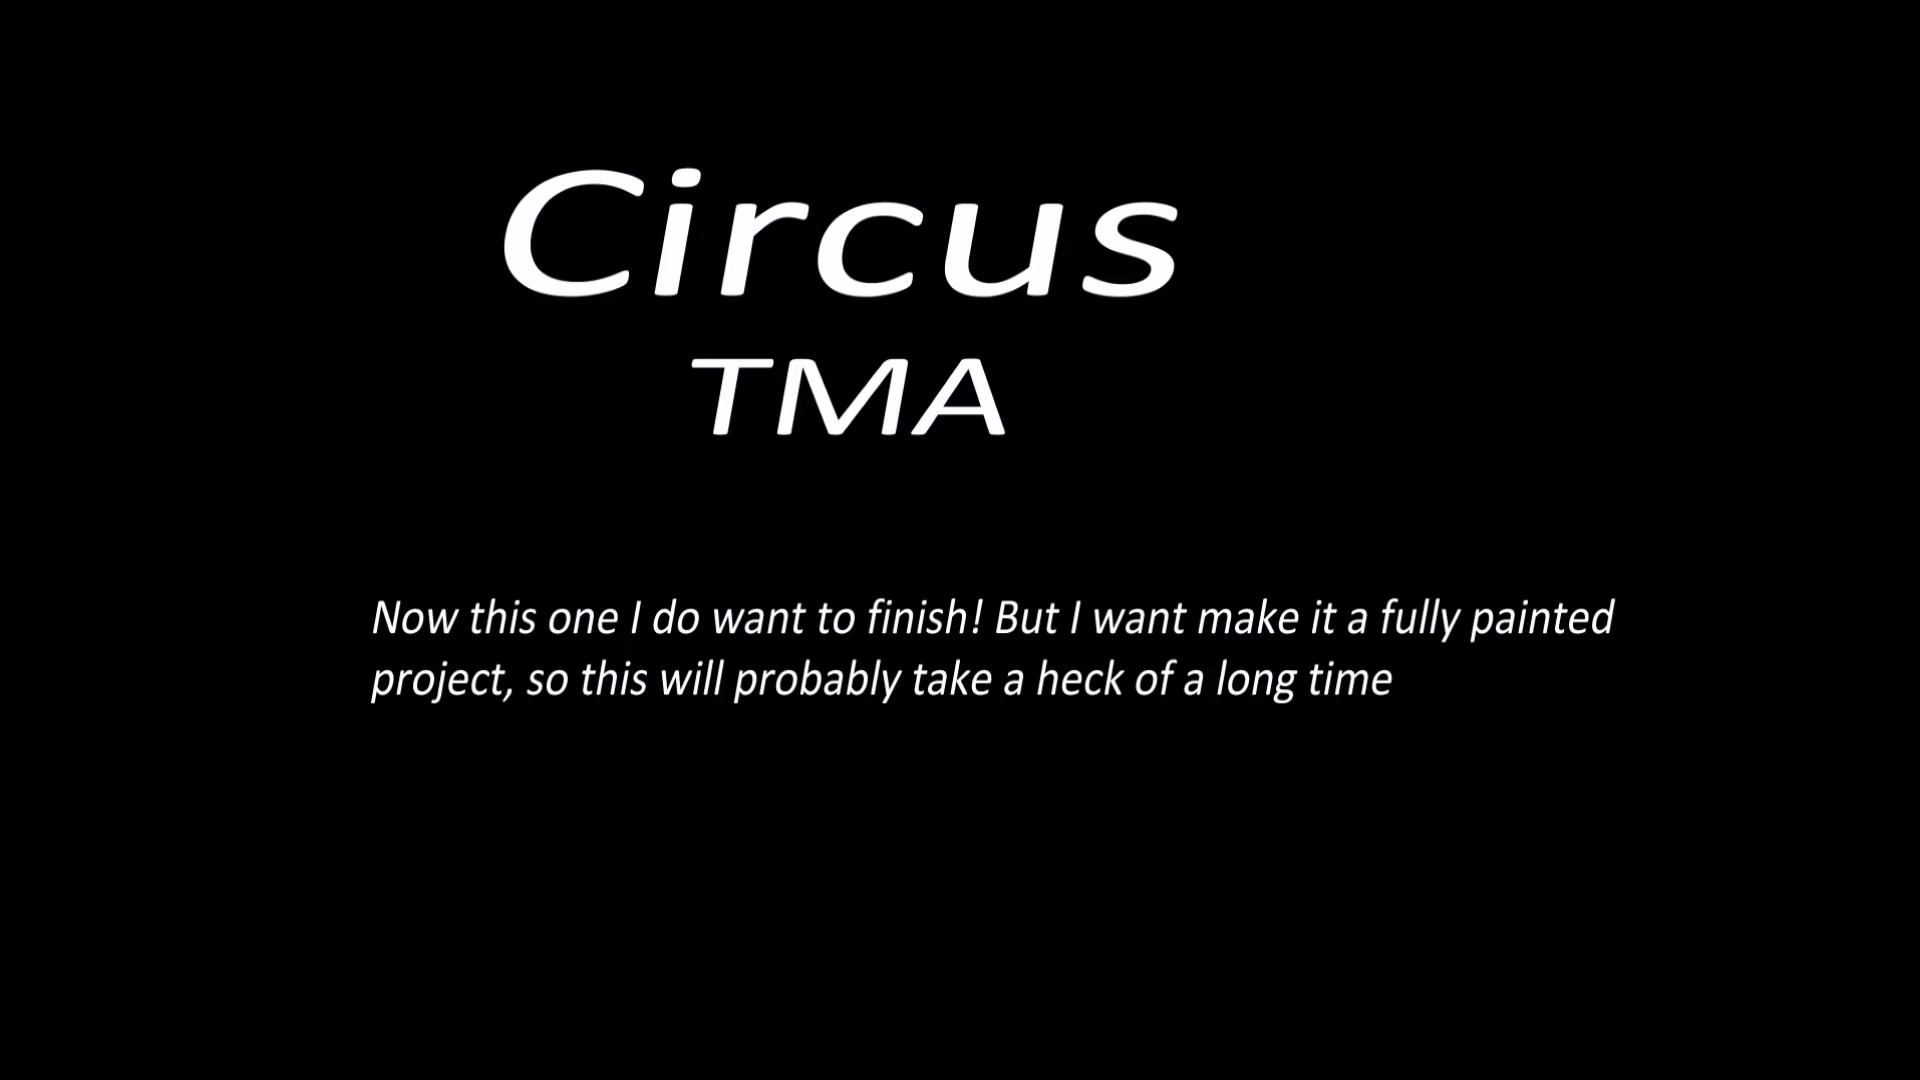 Circus
TMA
Now this one I do want to finish! But I want make it a fully painted
project, so this will probably take a heck of a long time